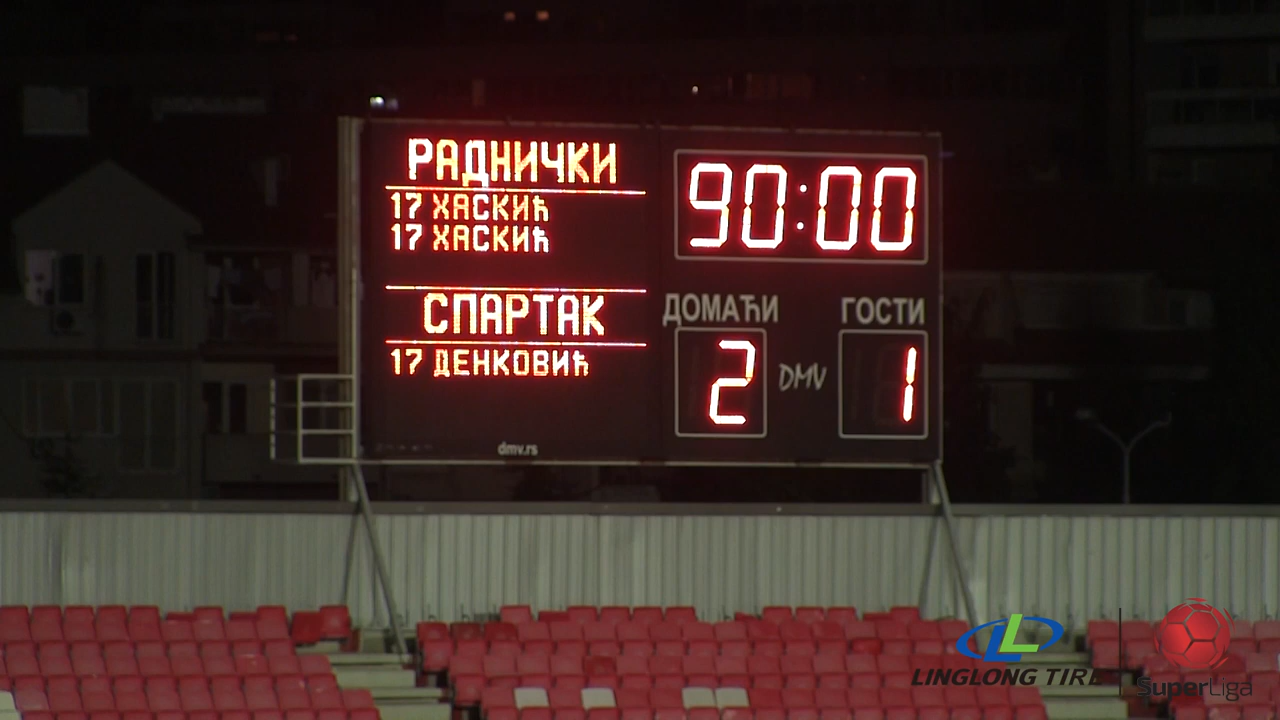 РАДНИЧКИ
17 ХАСКИЋ
17 ХАСКИЋ
СПАРТАК
17 ДЕНКОВИЋ
90:00
ДОМАЋИ
ГОСТИ
2
DMV
1
dmv.rs
LINGLONG TIRE
SuperLiga